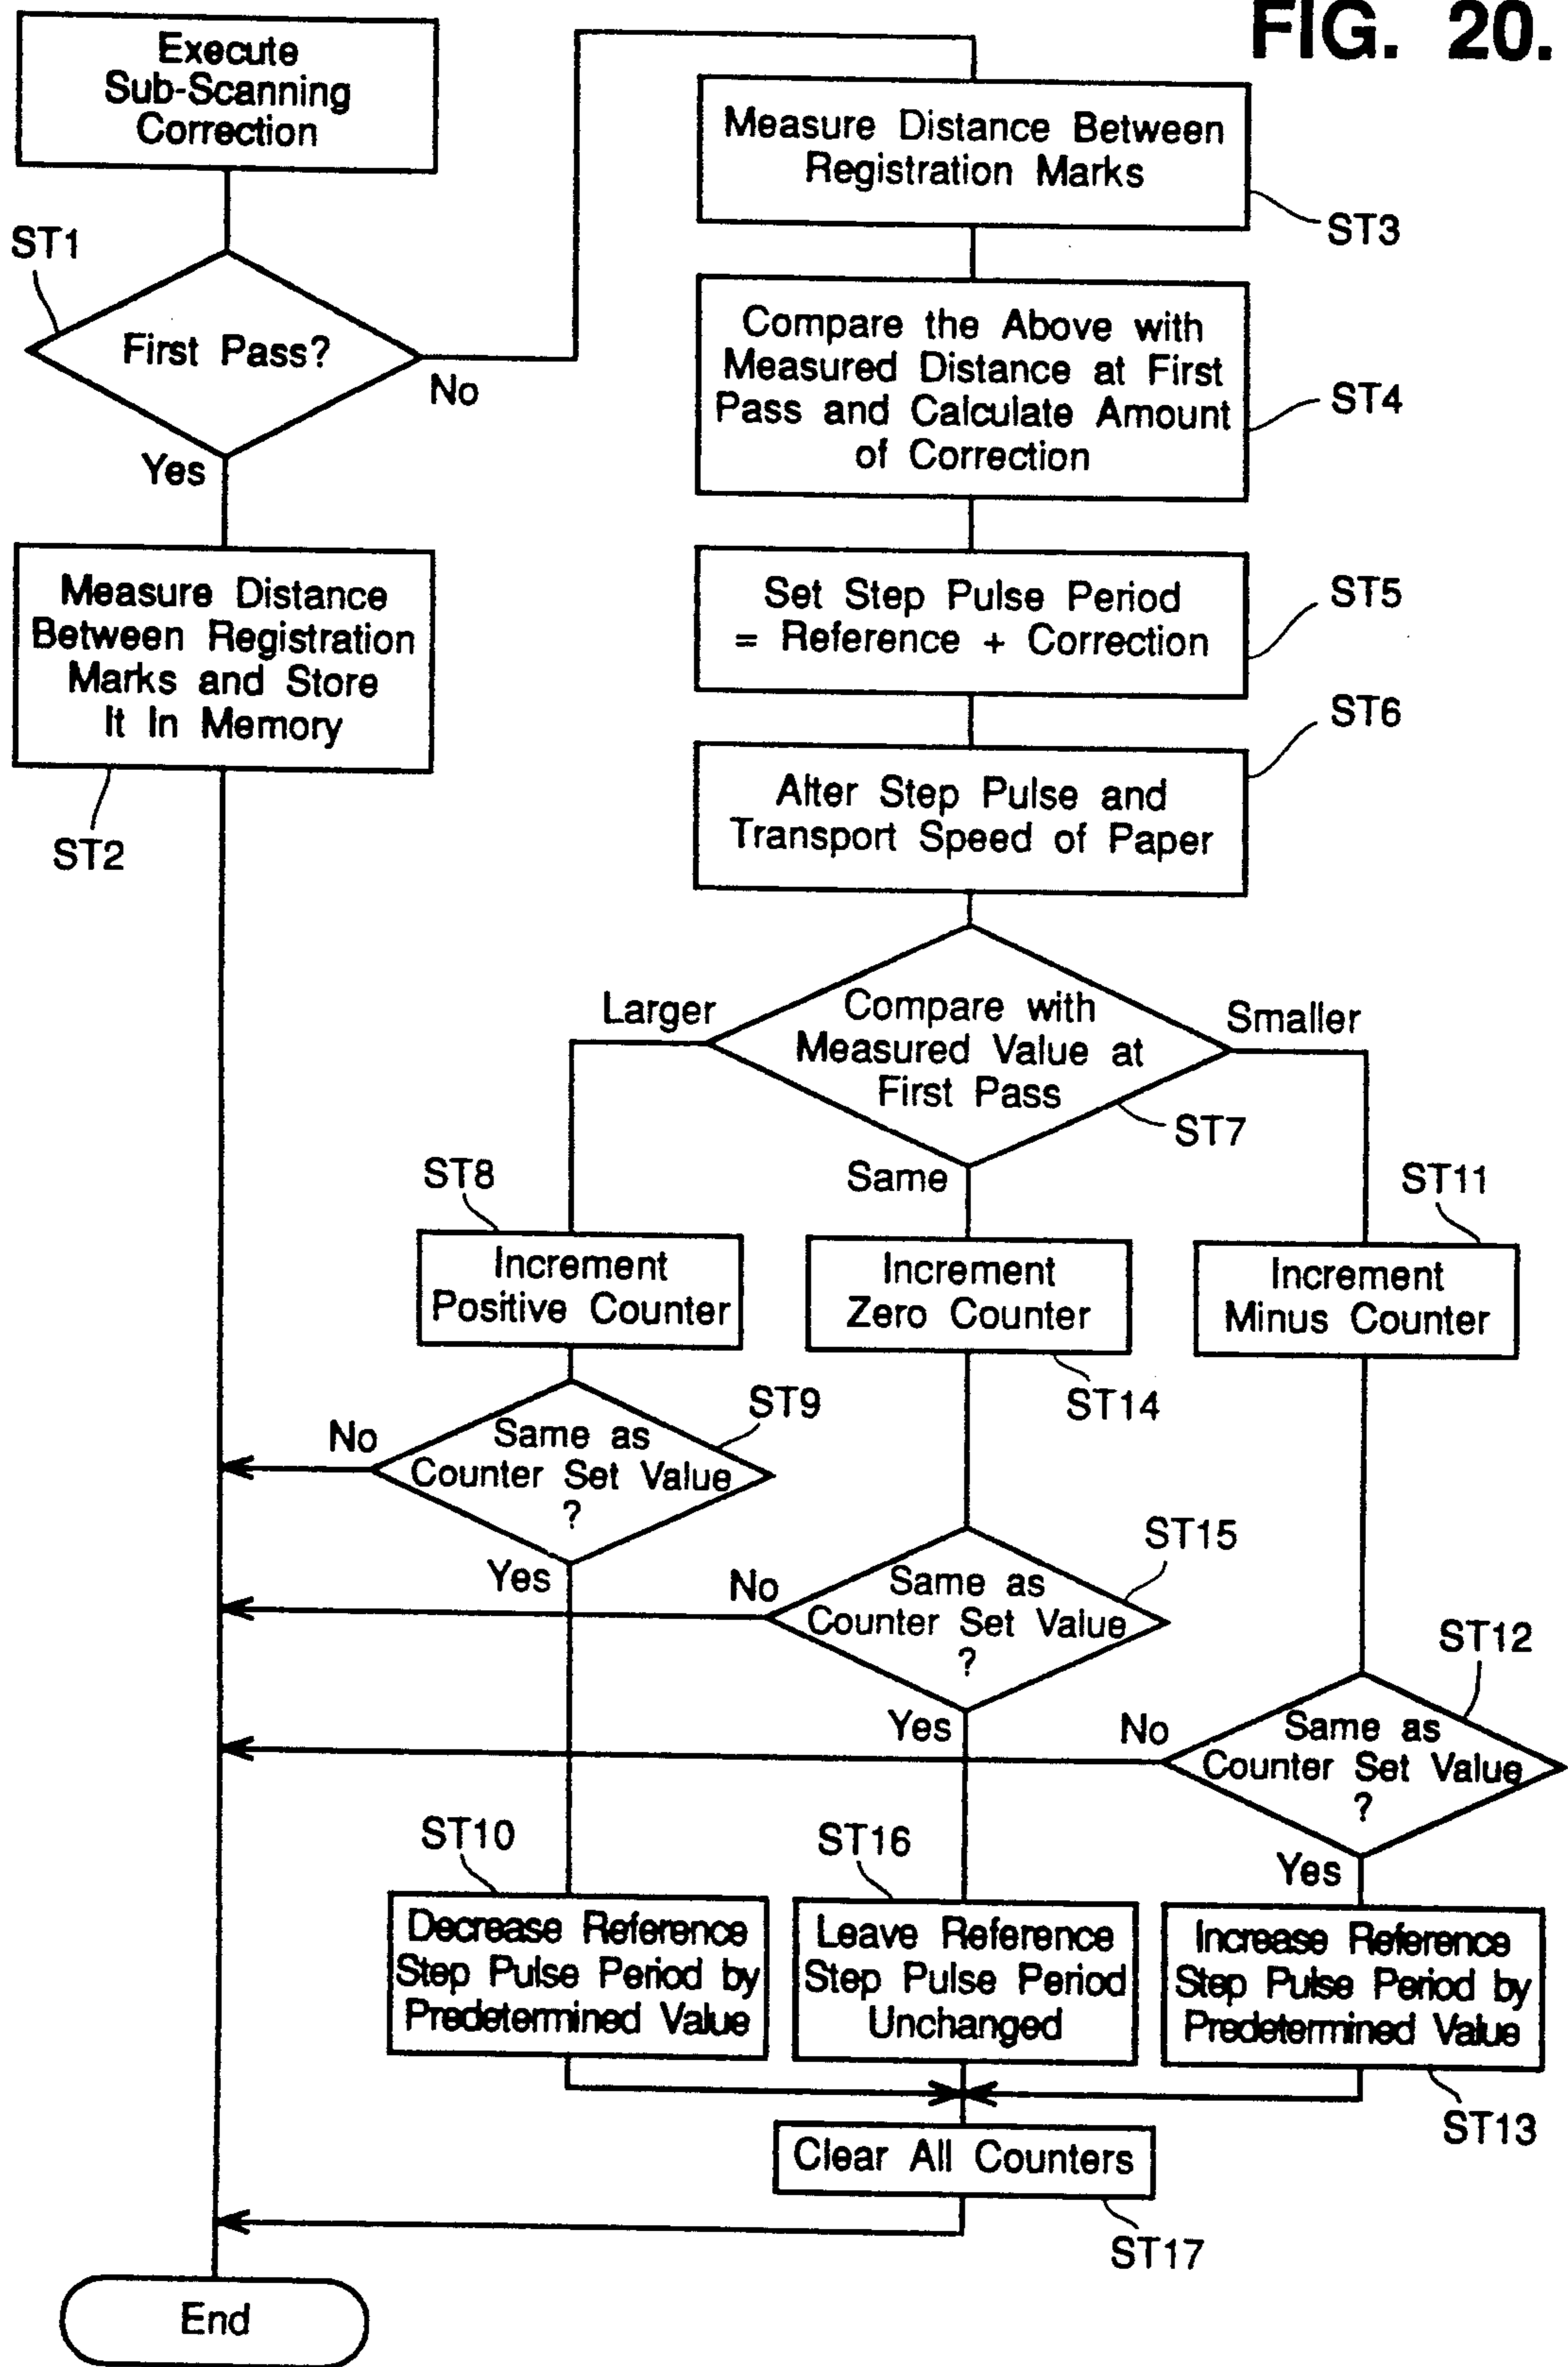 FIG. 20.
Execute
Sub-Scanning
Correction
ST1
First Pass?
No
Yes
Measure Distance
Between Registration
Marks and Store
It In Memory
ST2
Measure Distance Between
Registration Marks
ST3
Compare the Above with
Measured Distance at First
Pass and Calculate Amount
of Correction
ST4
Set Step Pulse Period
= Reference + Correction
ST5
Alter Step Pulse and
Transport Speed of Paper
ST6
Compare with
Measured Value at
First Pass
ST7
Larger
Same
Smaller
ST8
Increment
Positive Counter
Increment
Zero Counter
ST14
ST11
Increment
Minus Counter
ST9
Same as
Counter Set Value
?
No
Yes
ST15
Same as
Counter Set Value
?
No
Yes
ST12
Same as
Counter Set Value
?
No
Yes
ST10
Decrease Reference
Step Pulse Period by
Predetermined Value
ST16
Leave Reference
Step Pulse Period
Unchanged
Increase Reference
Step Pulse Period by
Predetermined Value
ST13
Clear All Counters
ST17
End